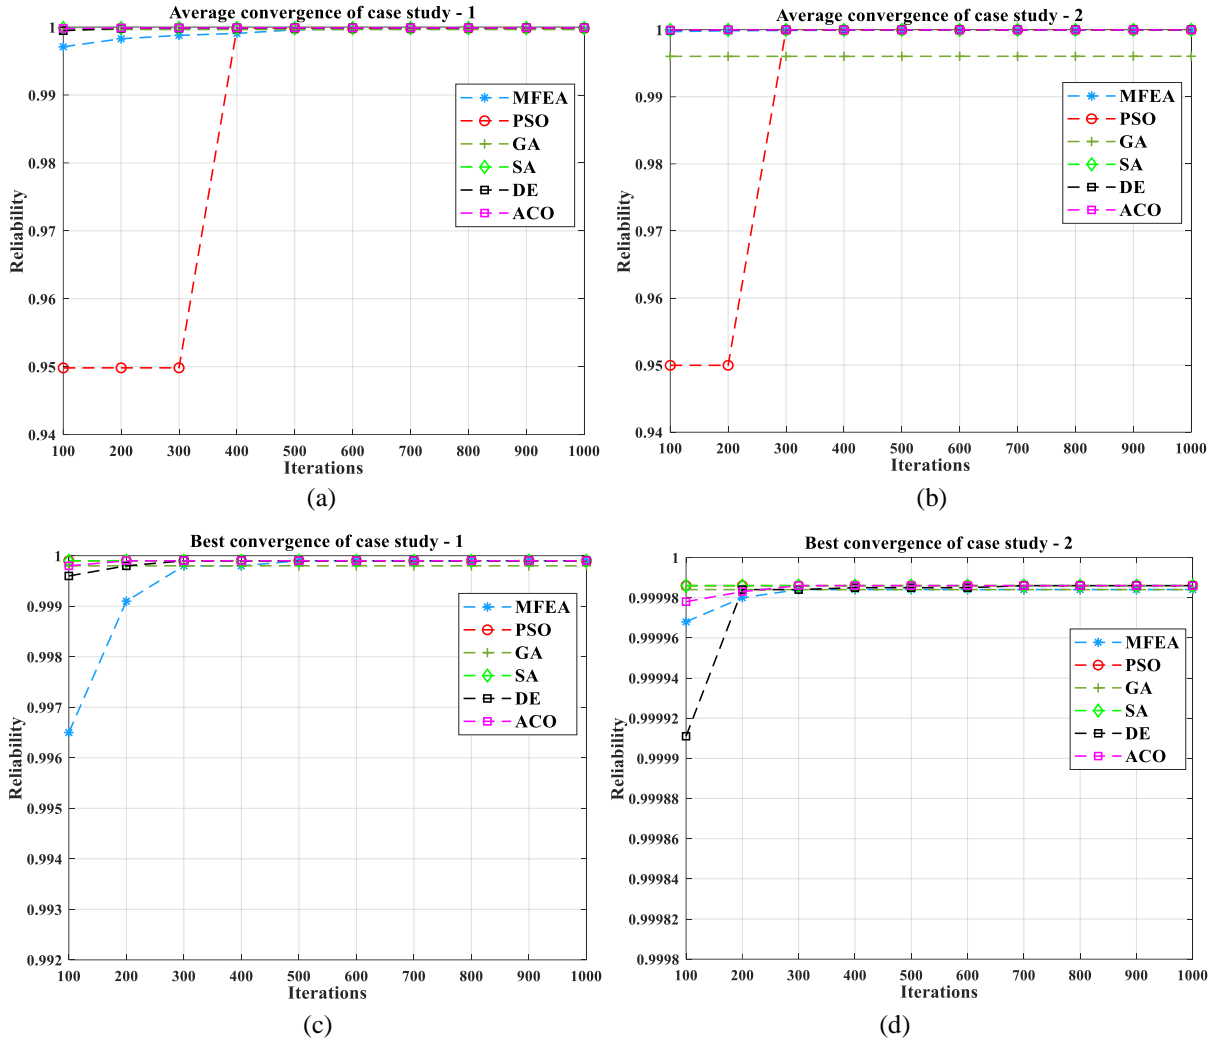 Average convergence of case study - 1
1
0.99
0.98
0.97
0.96
0.95
0.94
Reliability
100 200 300 400 500 600 700 800 900 1000
Iterations
MFEA
PSO
GA
SA
DE
ACO
(a)
Average convergence of case study - 2
1
0.99
0.98
0.97
0.96
0.95
0.94
Reliability
100 200 300 400 500 600 700 800 900 1000
Iterations
MFEA
PSO
GA
SA
DE
ACO
(b)
Best convergence of case study - 1
1
0.999
0.998
0.997
0.996
0.995
0.994
0.993
0.992
Reliability
100 200 300 400 500 600 700 800 900 1000
Iterations
MFEA
PSO
GA
SA
DE
ACO
(c)
Best convergence of case study - 2
1
0.99998
0.99996
0.99994
0.99992
0.9999
0.99988
0.99986
0.99984
0.99982
0.9998
Reliability
100 200 300 400 500 600 700 800 900 1000
Iterations
MFEA
PSO
GA
SA
DE
ACO
(d)